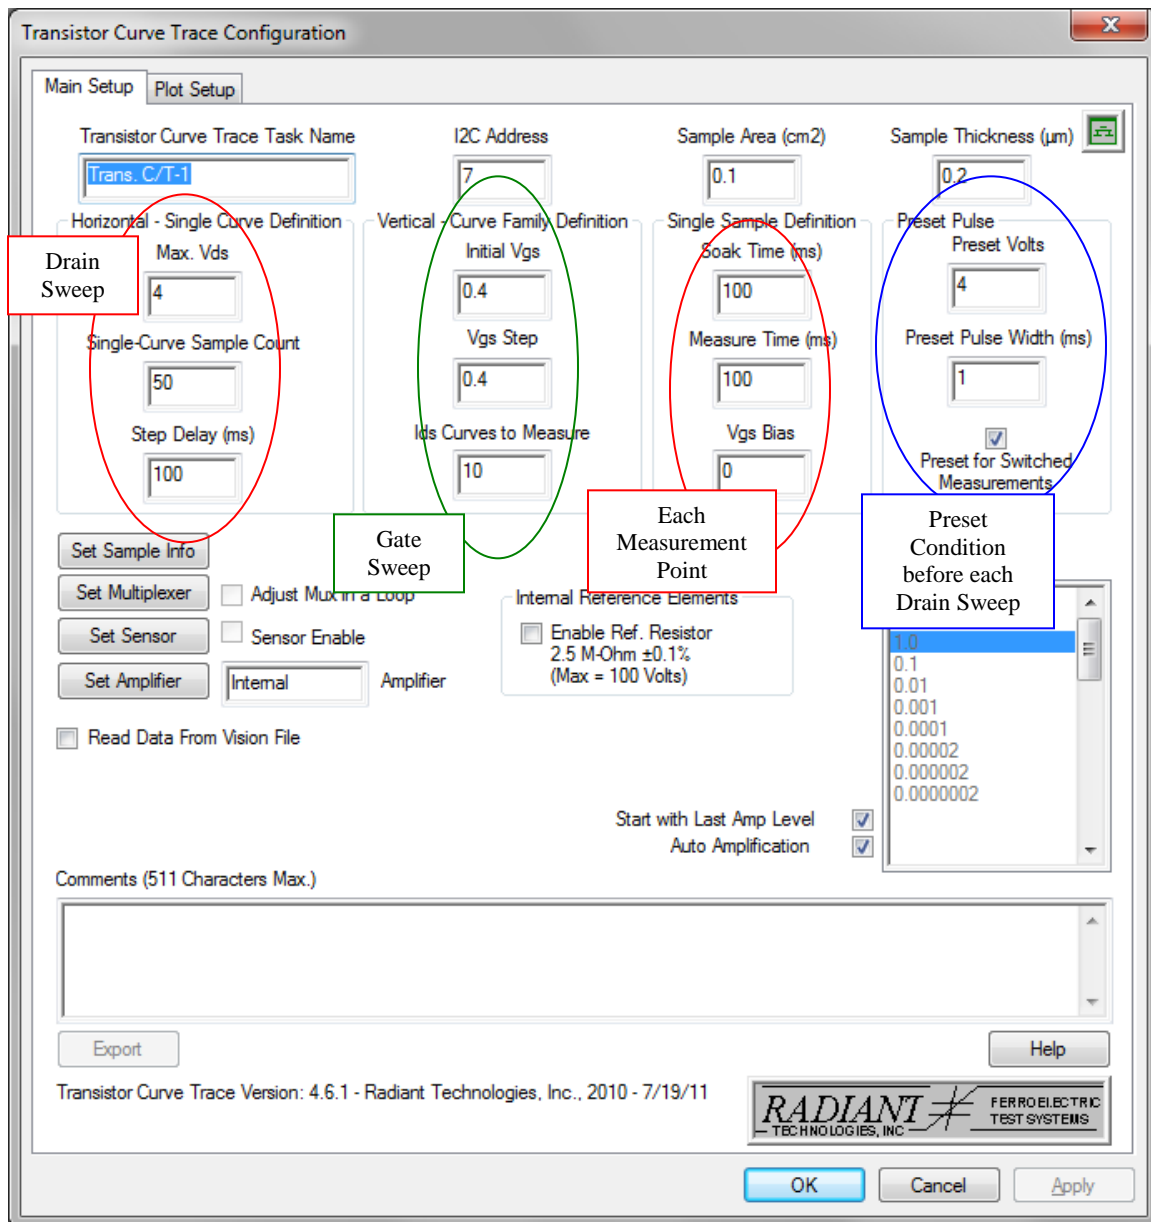 Transistor Curve Trace Configuration
Main Setup
Plot Setup
Transistor Curve Trace Task Name
I2C Address
Sample Area (cm2)
Sample Thickness (µm)
Trans. C/T-1
7
0.1
0.2
Horizontal - Single Curve Definition
Vertical - Curve Family Definition
Single Sample Definition
Preset Pulse
Drain
Sweep
Max. Vds
Initial Vgs
Soak Time (ms)
Preset Volts
4
0.4
100
4
Single-Curve Sample Count
Vgs Step
Measure Time (ms)
Preset Pulse Width (ms)
50
0.4
100
1
Step Delay (ms)
Ids Curves to Measure
Vgs Bias
Preset for Switched
Measurements
100
10
0
Gate
Sweep
Each
Measurement
Point
Preset
Condition
before each
Drain Sweep
Set Sample Info
Set Multiplexer
Adjust Mux in a Loop
Set Sensor
Sensor Enable
Set Amplifier
Internal
Amplifier
Internal Reference Elements
Enable Ref. Resistor
2.5 M-Ohm ±0.1%
(Max = 100 Volts)
1.0
0.1
0.01
0.001
0.0001
0.00002
0.000002
0.0000002
Read Data From Vision File
Start with Last Amp Level
Auto Amplification
Comments (511 Characters Max.)
Export
Help
Transistor Curve Trace Version: 4.6.1 - Radiant Technologies, Inc., 2010 - 7/19/11
RADIANT
TECHNOLOGIES, INC
FERROELECTRIC
TEST SYSTEMS
OK
Cancel
Apply